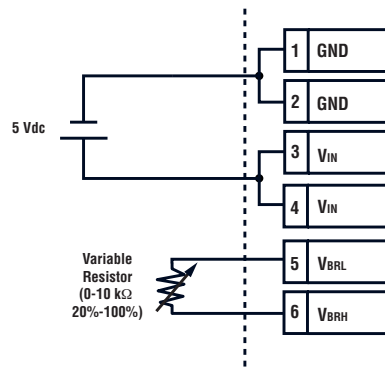 1 GND
2 GND
5 Vdc
3 VIN
4 VIN
Variable
Resistor
(0-10 kΩ
20%-100%)
5 VBRL
6 VBRH